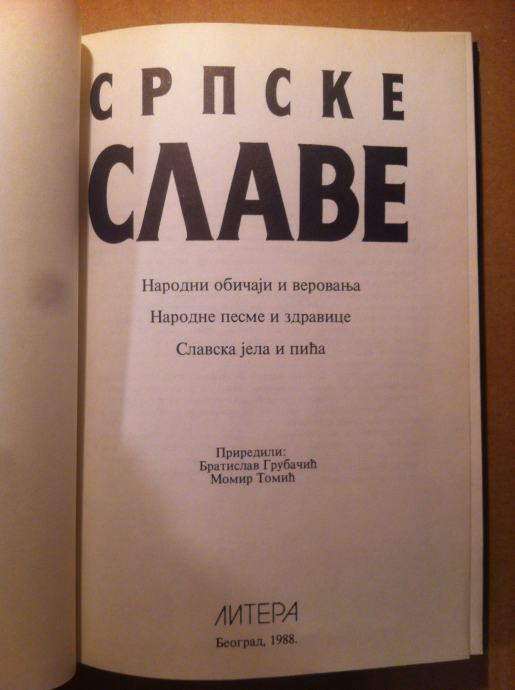 СРПСКЕ
СЛАВЕ
Народни обичаји и веровања
Народне песме и здравице
Славска јела и пића
Приредили:
Братислав Грубачић
Момир Томић
ЛИТЕРА
Београд, 1988.